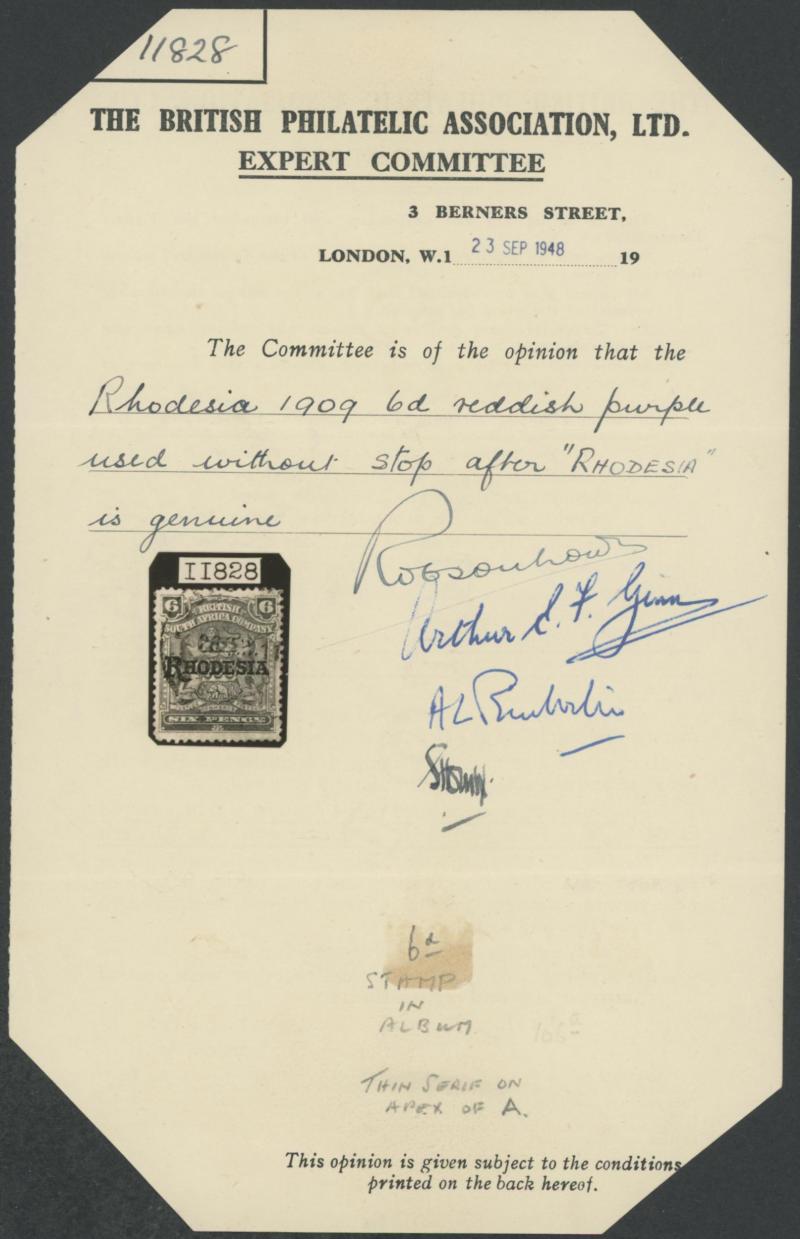 11828
THE BRITISH PHILATELIC ASSOCIATION, LTD.
EXPERT COMMITTEE
3 BERNERS STREET,
LONDON, W.1 23 SEP 1948 19
The Committee is of the opinion that the
Rhodesia 1909 6d reddish purple
used without stop after "RHODESIA"
is genuine
11828
6 BRITISH 6
SOUTH AFRICA COMPANY
RHODESIA
SIX PENCE
Arthur E. F. Ginn
6d
STAMP
IN
ALBUM
THIN SERIF ON
APEX OF A.
This opinion is given subject to the conditions
printed on the back hereof.